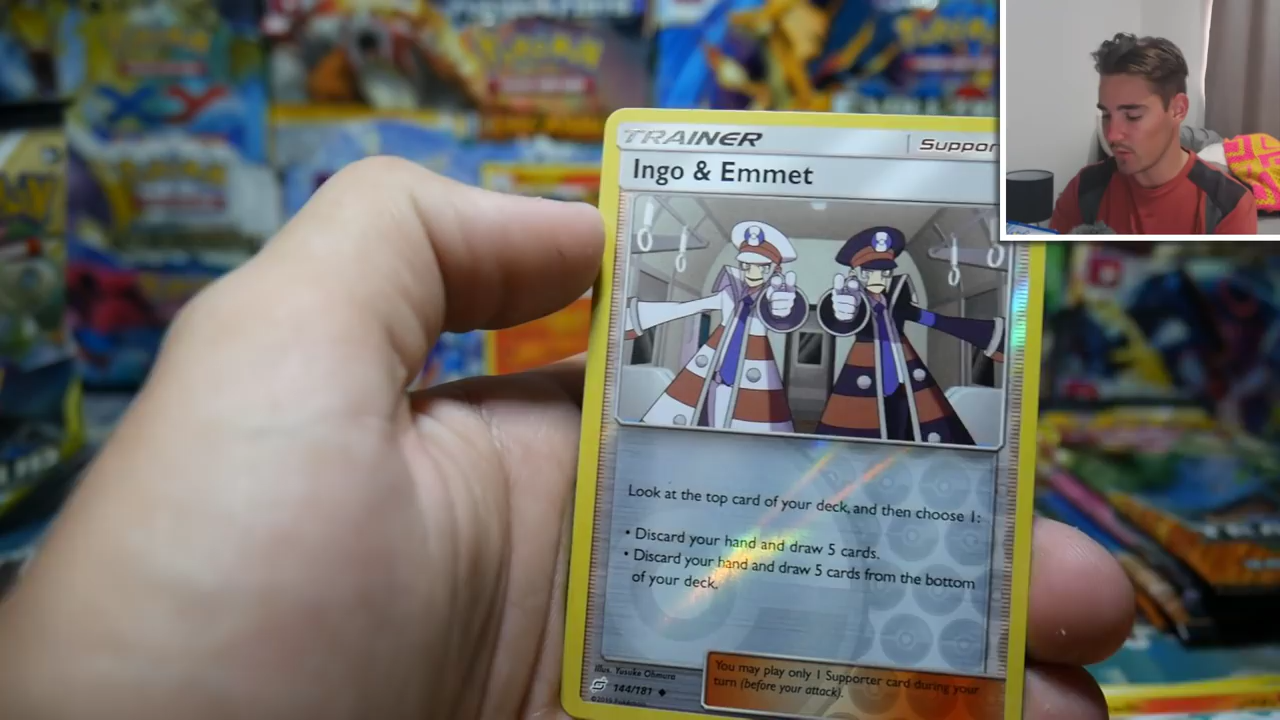 Pokémon
XY
TRAINER
Suppor
Ingo & Emmet
Look at the top card of your deck, and then choose 1:
• Discard your hand and draw 5 cards.
• Discard your hand and draw 5 cards from the bottom
of your deck.
You may play only 1 Supporter card during your
turn (before your attack).
Illus. Yusuke Ohmura
144/181